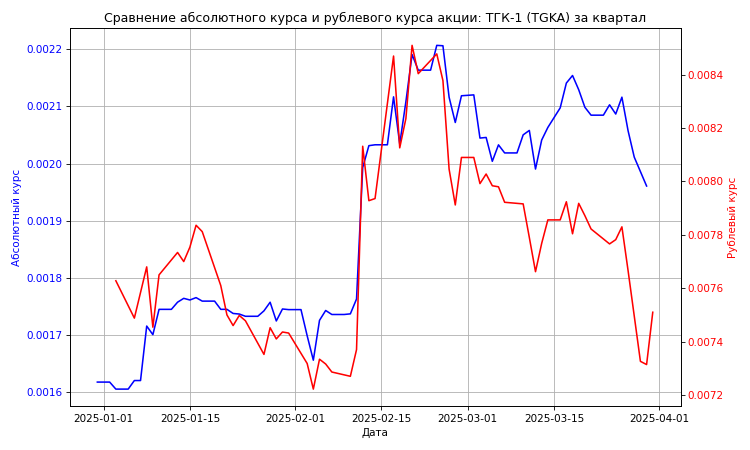 Сравнение абсолютного курса и рублевого курса акции: ТГК-1 (TGKA) за квартал
Абсолютный курс
0.0022
0.0021
0.0020
0.0019
0.0018
0.0017
0.0016
0.0084
0.0082
0.0080
0.0078
0.0076
0.0074
0.0072
Рублевый курс
2025-01-01 2025-01-15 2025-02-01 2025-02-15 2025-03-01 2025-03-15 2025-04-01
Дата